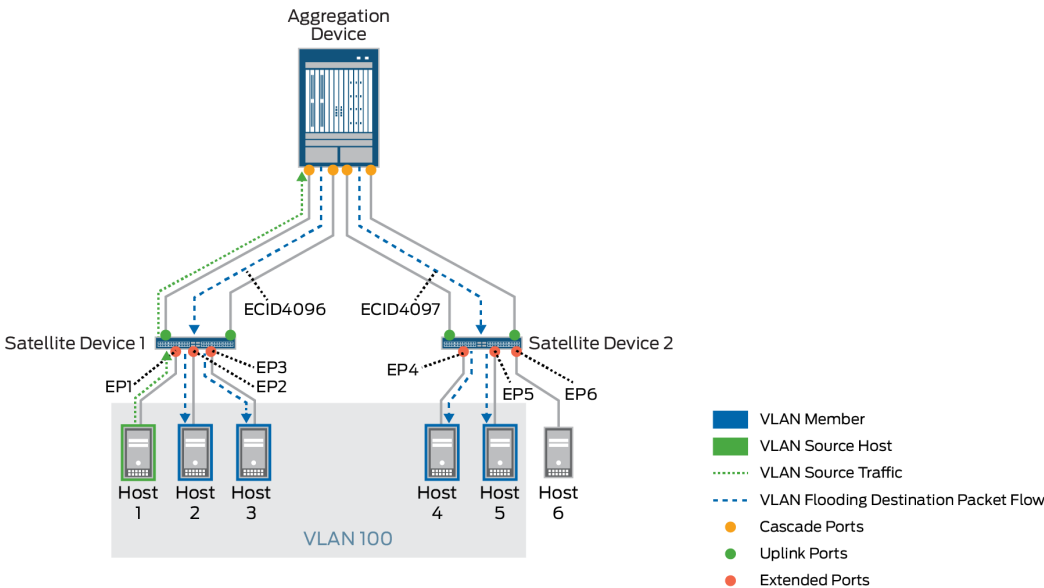 Aggregation
Device
ECID4096
ECID4097
Satellite Device 1
Satellite Device 2
EP1
EP2
EP3
EP4
EP5
EP6
Host
1
Host
2
Host
3
Host
4
Host
5
Host
6
VLAN 100
VLAN Member
VLAN Source Host
VLAN Source Traffic
VLAN Flooding Destination Packet Flow
Cascade Ports
Uplink Ports
Extended Ports